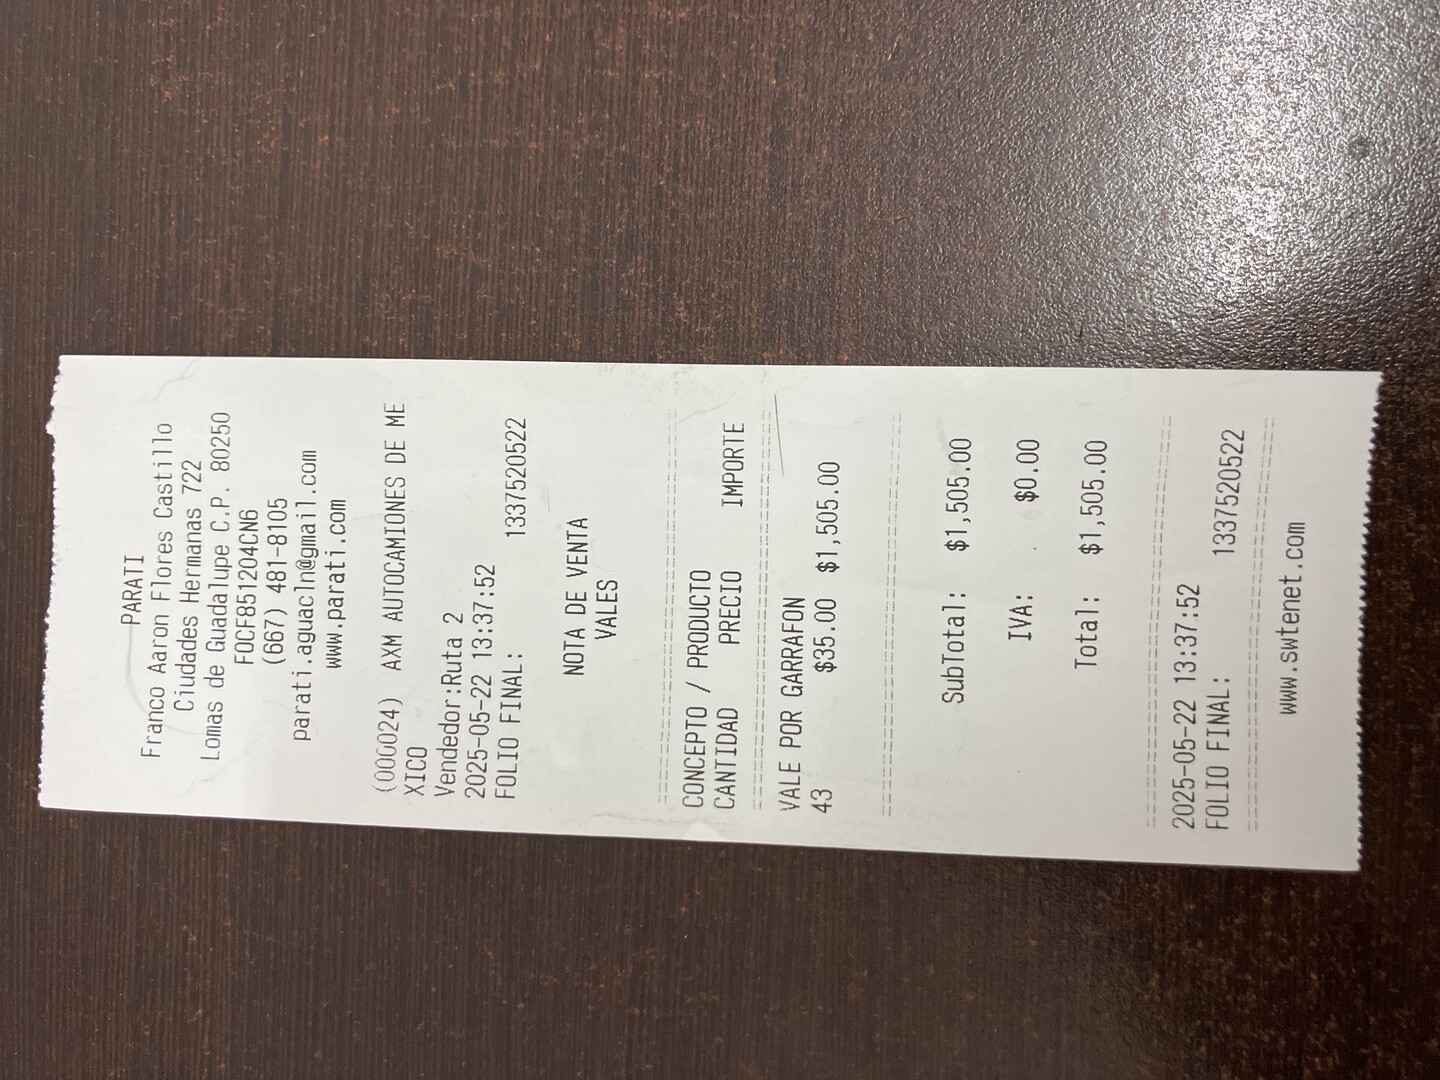 PARATI
Franco Aaron Flores Castillo
Ciudades Hermanas 722
Lomas de Guadalupe C.P. 80250
FOCF851204CN6
(667) 481-8105
parati.aguacln@gmail.com
www.parati.com
(000024) AXM AUTOCAMIONES DE ME
XICO
Vendedor:Ruta 2
2025-05-22 13:37:52
FOLIO FINAL: 1337520522
NOTA DE VENTA
VALES
CONCEPTO / PRODUCTO
CANTIDAD PRECIO IMPORTE
VALE POR GARRAFON
43 $35.00 $1,505.00
SubTotal: $1,505.00
IVA: $0.00
Total: $1,505.00
2025-05-22 13:37:52
FOLIO FINAL: 1337520522
www.swtenet.com